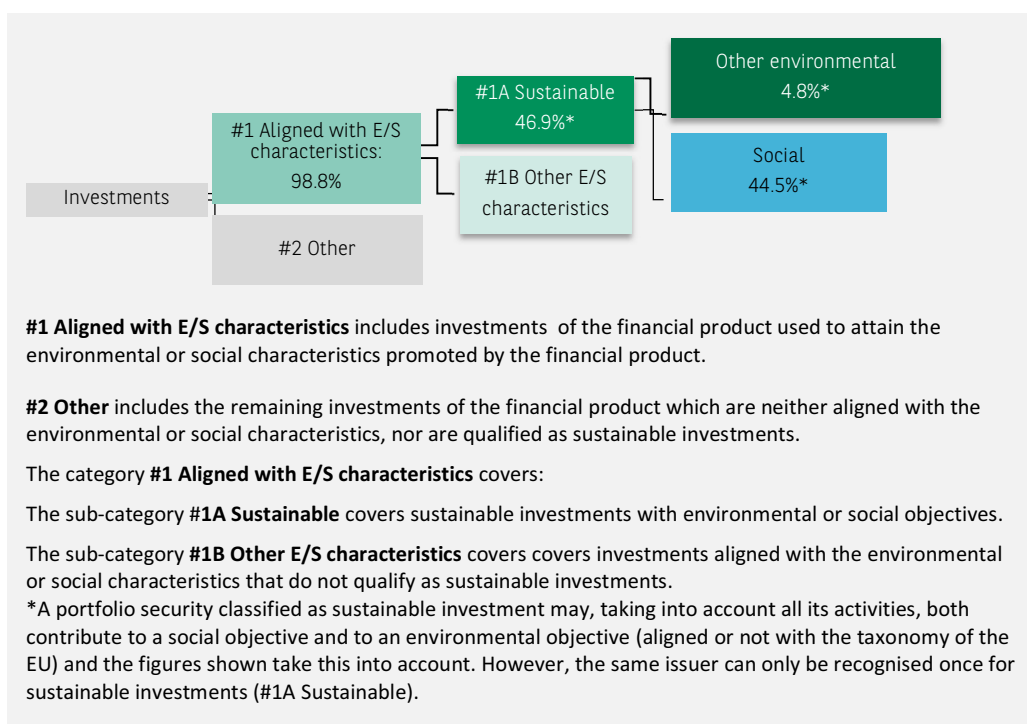 Investments
#1 Aligned with E/S
characteristics:
98.8%
#2 Other
#1A Sustainable
46.9%*
#1B Other E/S
characteristics
Other environmental
4.8%*
Social
44.5%*
#1 Aligned with E/S characteristics includes investments of the financial product used to attain the
environmental or social characteristics promoted by the financial product.
#2 Other includes the remaining investments of the financial product which are neither aligned with the
environmental or social characteristics, nor are qualified as sustainable investments.
The category #1 Aligned with E/S characteristics covers:
The sub-category #1A Sustainable covers sustainable investments with environmental or social objectives.
The sub-category #1B Other E/S characteristics covers covers investments aligned with the environmental
or social characteristics that do not qualify as sustainable investments.
*A portfolio security classified as sustainable investment may, taking into account all its activities, both
contribute to a social objective and to an environmental objective (aligned or not with the taxonomy of the
EU) and the figures shown take this into account. However, the same issuer can only be recognised once for
sustainable investments (#1A Sustainable).